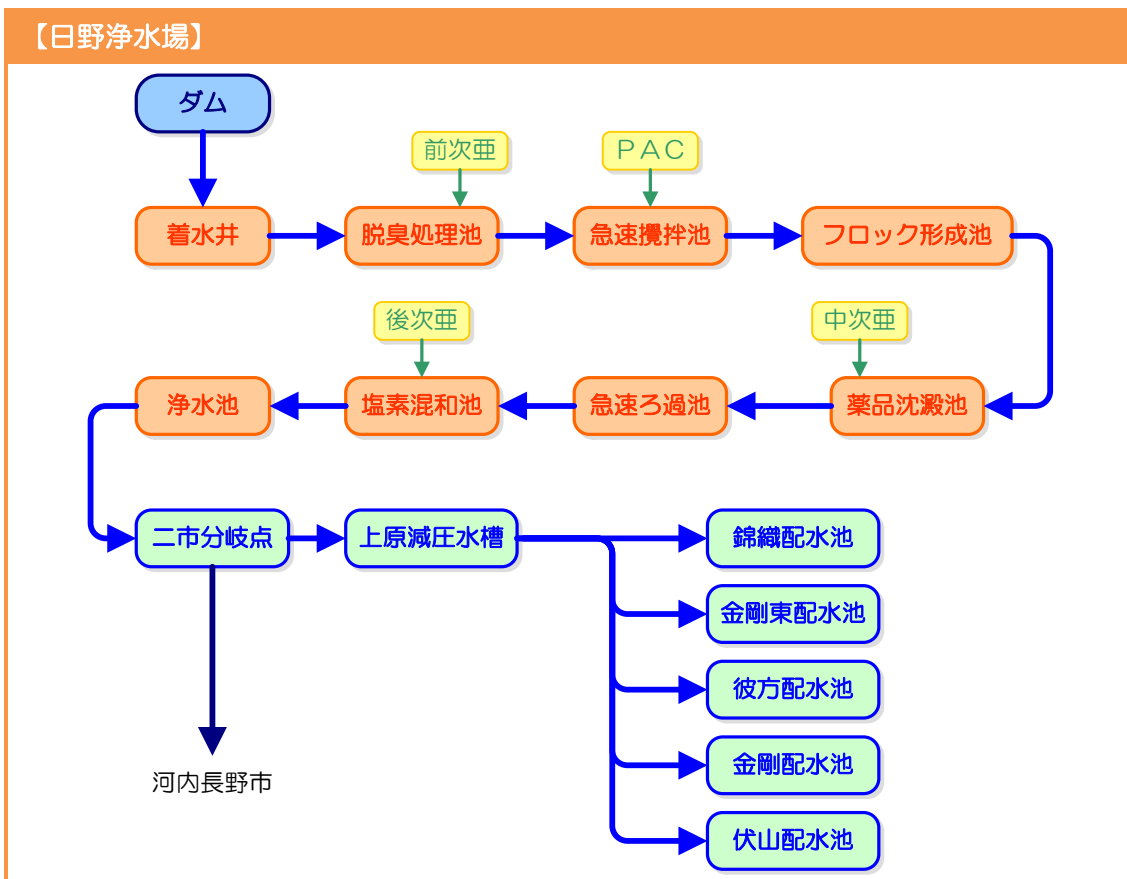 【日野浄水場】
ダム
前次亜
ＰＡＣ
着水井
脱臭処理池
急速攪拌池
フロック形成池
後次亜
中次亜
浄水池
塩素混和池
急速ろ過池
薬品沈澱池
二市分岐点
上原減圧水槽
錦織配水池
金剛東配水池
彼方配水池
金剛配水池
河内長野市
伏山配水池